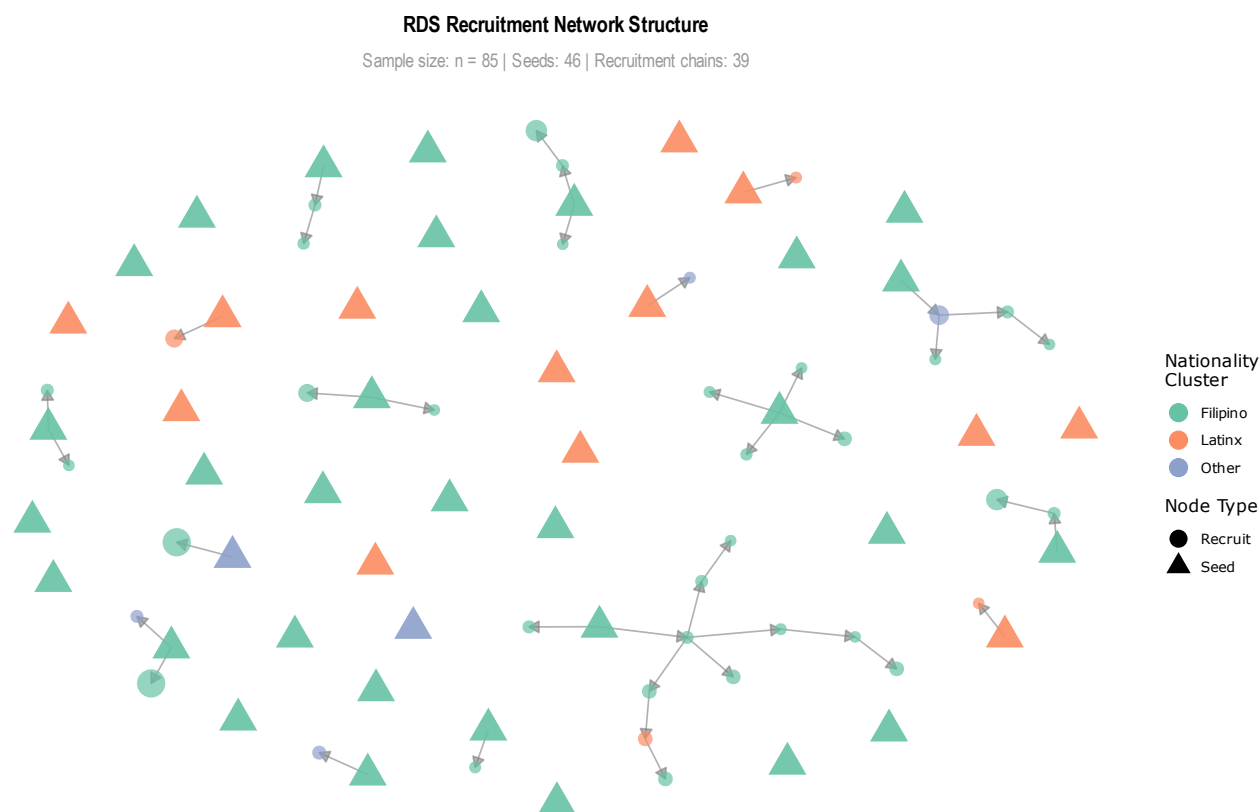 RDS Recruitment Network Structure
Sample size: n = 85 | Seeds: 46 | Recruitment chains: 39
Nationality
Cluster
Filipino
Latinx
Other
Node Type
Recruit
Seed